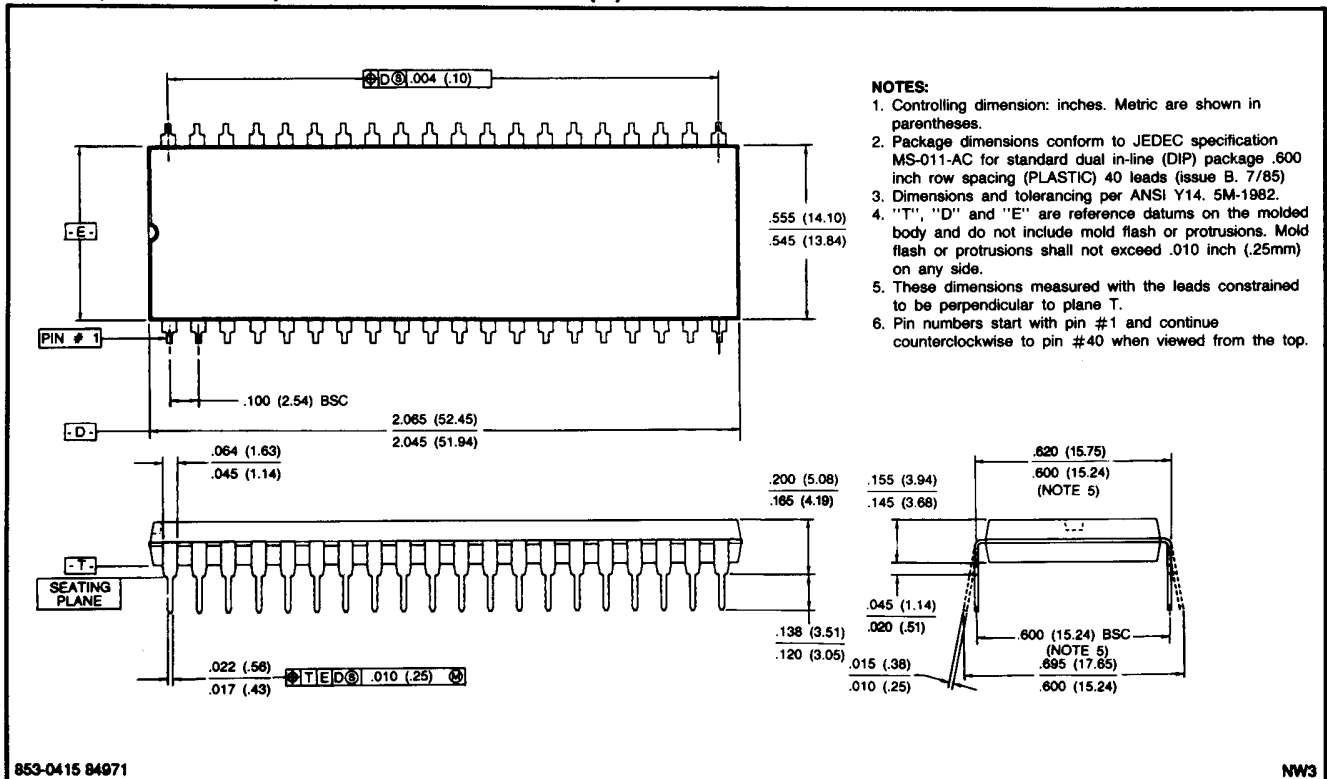 ⌖ D Ⓢ .004 (.10)
- E -
PIN # 1
.100 (2.54) BSC
- D -
2.065 (52.45)
2.045 (51.94)
.555 (14.10)
.545 (13.84)
NOTES:
1. Controlling dimension: inches. Metric are shown in
parentheses.
2. Package dimensions conform to JEDEC specification
MS-011-AC for standard dual in-line (DIP) package .600
inch row spacing (PLASTIC) 40 leads (issue B. 7/85)
3. Dimensions and tolerancing per ANSI Y14. 5M-1982.
4. "T", "D" and "E" are reference datums on the molded
body and do not include mold flash or protrusions. Mold
flash or protrusions shall not exceed .010 inch (.25mm)
on any side.
5. These dimensions measured with the leads constrained
to be perpendicular to plane T.
6. Pin numbers start with pin #1 and continue
counterclockwise to pin #40 when viewed from the top.
.064 (1.63)
.045 (1.14)
- T -
SEATING
PLANE
.022 (.56)
.017 (.43)
⌖ T E D Ⓢ .010 (.25) Ⓜ
.200 (5.08)
.165 (4.19)
.138 (3.51)
.120 (3.05)
.155 (3.94)
.145 (3.68)
.620 (15.75)
.600 (15.24)
(NOTE 5)
.045 (1.14)
.020 (.51)
.015 (.38)
.010 (.25)
.600 (15.24) BSC
(NOTE 5)
.695 (17.65)
.600 (15.24)
853-0415 84971
NW3